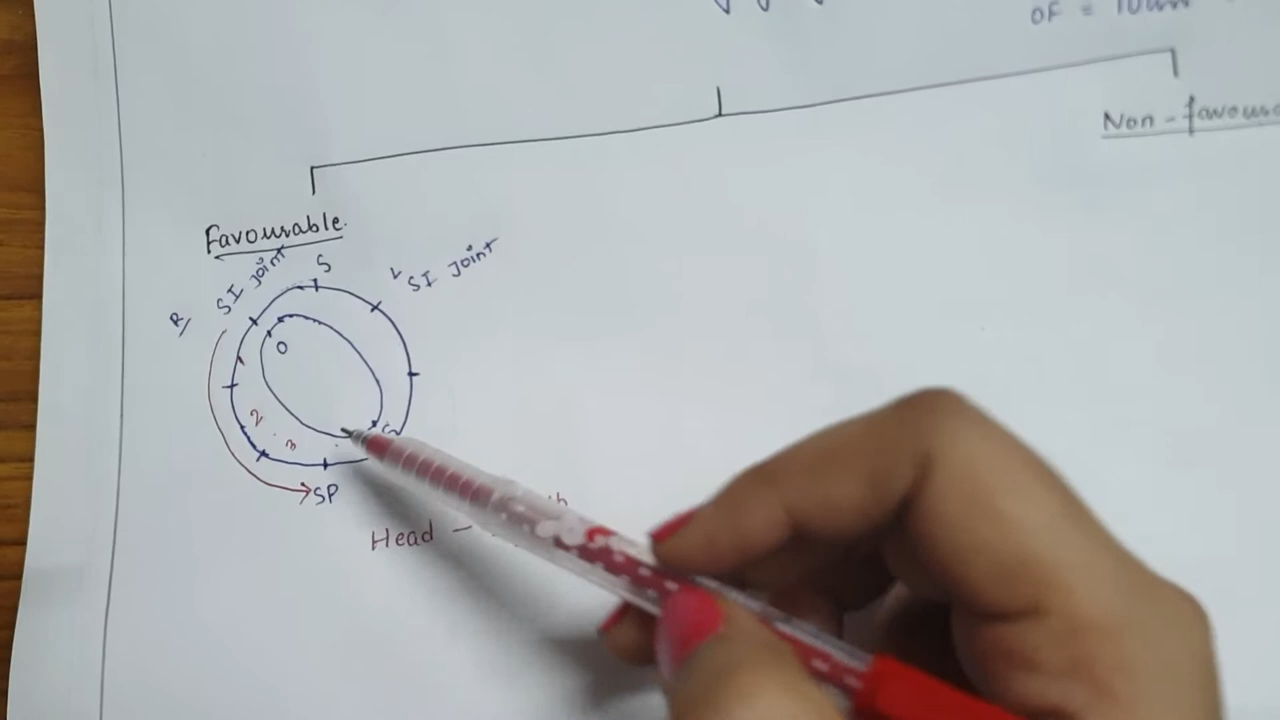 OF = 10cm
Non-favoura
Favourable.
S
L
SI joint
SI joint
R/
O
2
3
SP
Head -